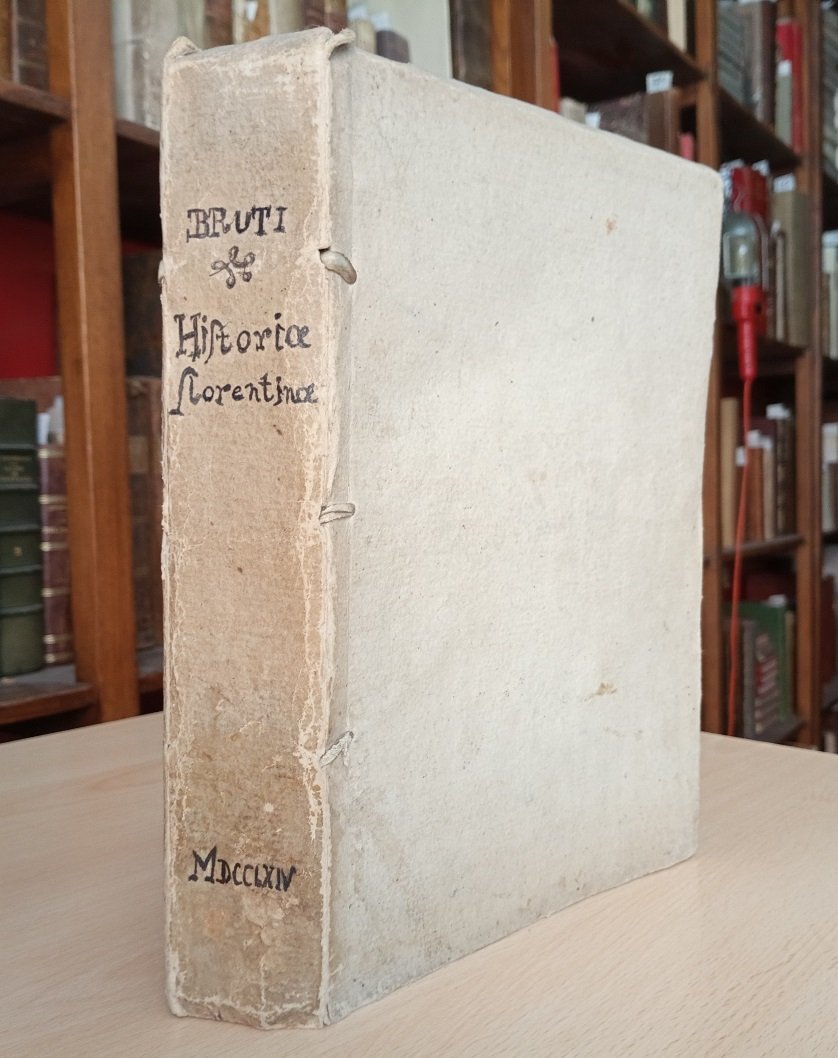 BRUTI
Hiſtoriæ
florentinæ
MDCCLXIV